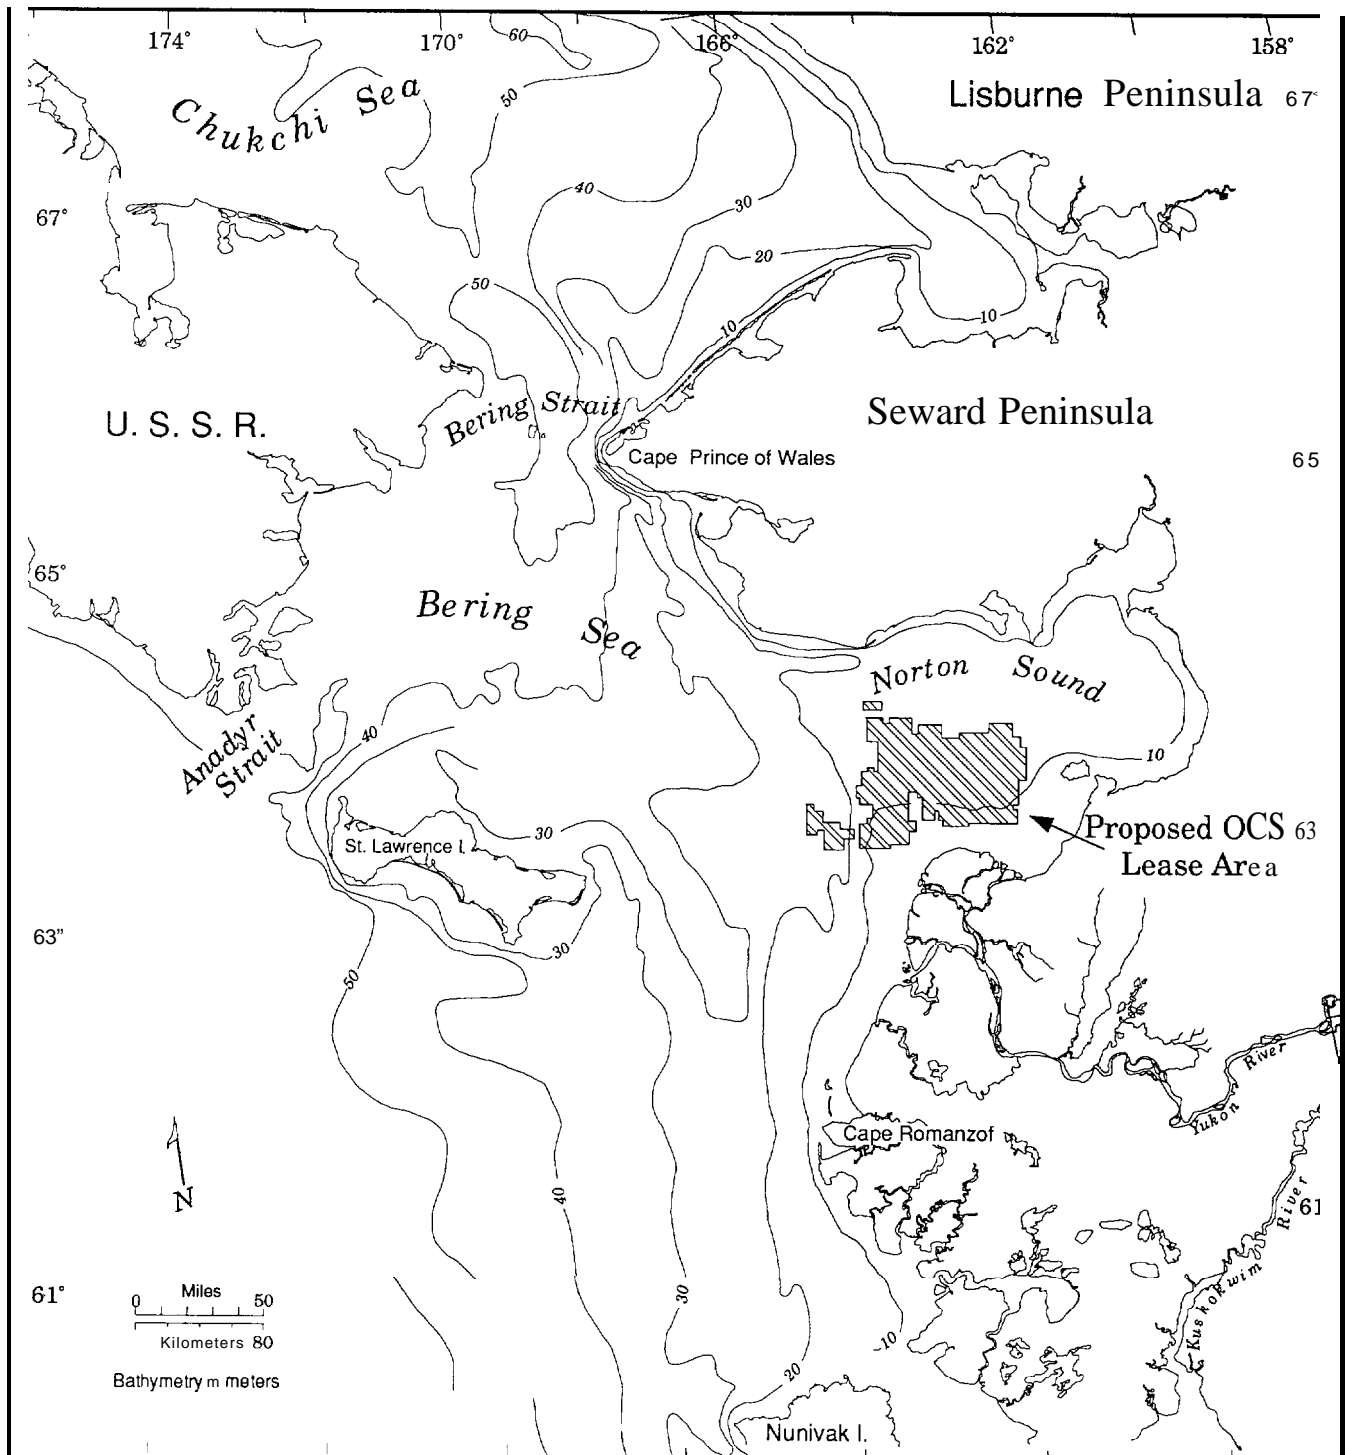 174°
170°
166°
162°
158°
60
50
Chukchi Sea
Lisburne Peninsula
67°
67°
40
30
20
50
10
10
Bering Strait
U. S. S. R.
Seward Peninsula
Cape Prince of Wales
65
65°
Bering Sea
Norton Sound
Anadyr
Strait
40
10
30
St. Lawrence I.
Proposed OCS
Lease Area
63
63"
30
50
Yukon River
Cape Romanzof
N
40
61
Kuskokwim River
61°
Miles
0 50
Kilometers 80
30
-10
20
Bathymetry m meters
Nunivak I.